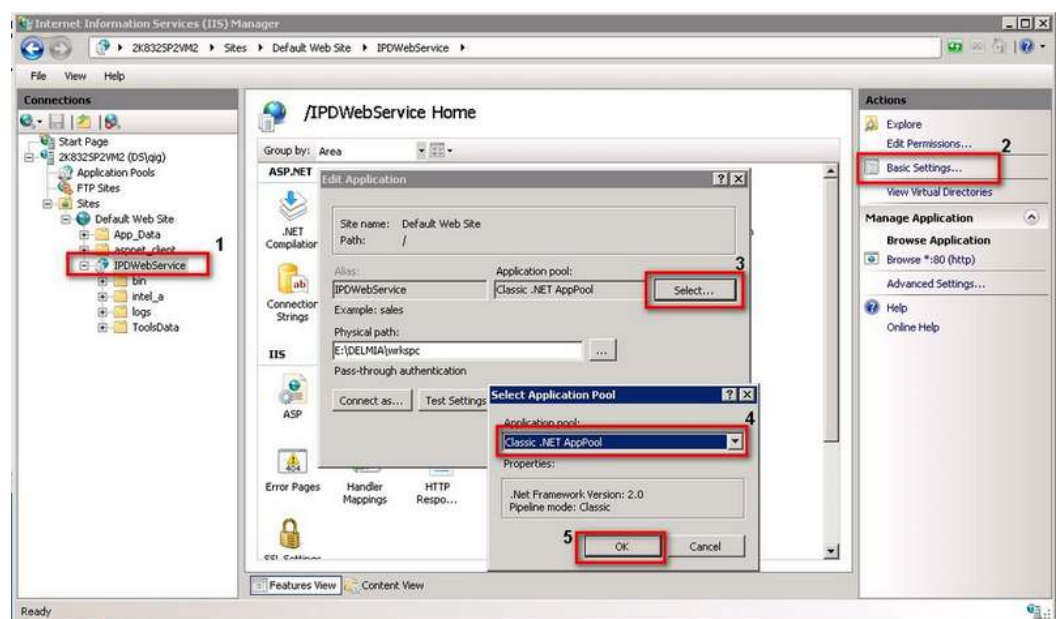 Internet Information Services (IIS) Manager
2K832SP2VM2 Sites Default Web Site IPDWebService
File View Help
Connections
Start Page
2K832SP2VM2 (DS\qig)
Application Pools
FTP Sites
Sites
Default Web Site
App_Data
aspnet_client
1
IPDWebService
bin
intel_a
logs
ToolsData
/IPDWebService Home
Group by: Area
ASP.NET
.NET
Compilation
Connection
Strings
IIS
ASP
404
Error Pages
Handler
Mappings
HTTP
Respo...
SSL Settings
Edit Application
Site name: Default Web Site
Path: /
Alias:
Application pool:
3
IPDWebService
Classic .NET AppPool
Select...
Example: sales
Physical path:
E:\DELMIA\wrkspc
...
Pass-through authentication
Connect as...
Test Settings
Select Application Pool
4
Application pool:
Classic .NET AppPool
Properties:
.Net Framework Version: 2.0
Pipeline mode: Classic
5
OK
Cancel
Features View
Content View
Actions
Explore
Edit Permissions...
2
Basic Settings...
View Virtual Directories
Manage Application
Browse Application
Browse *:80 (http)
Advanced Settings...
Help
Online Help
Ready